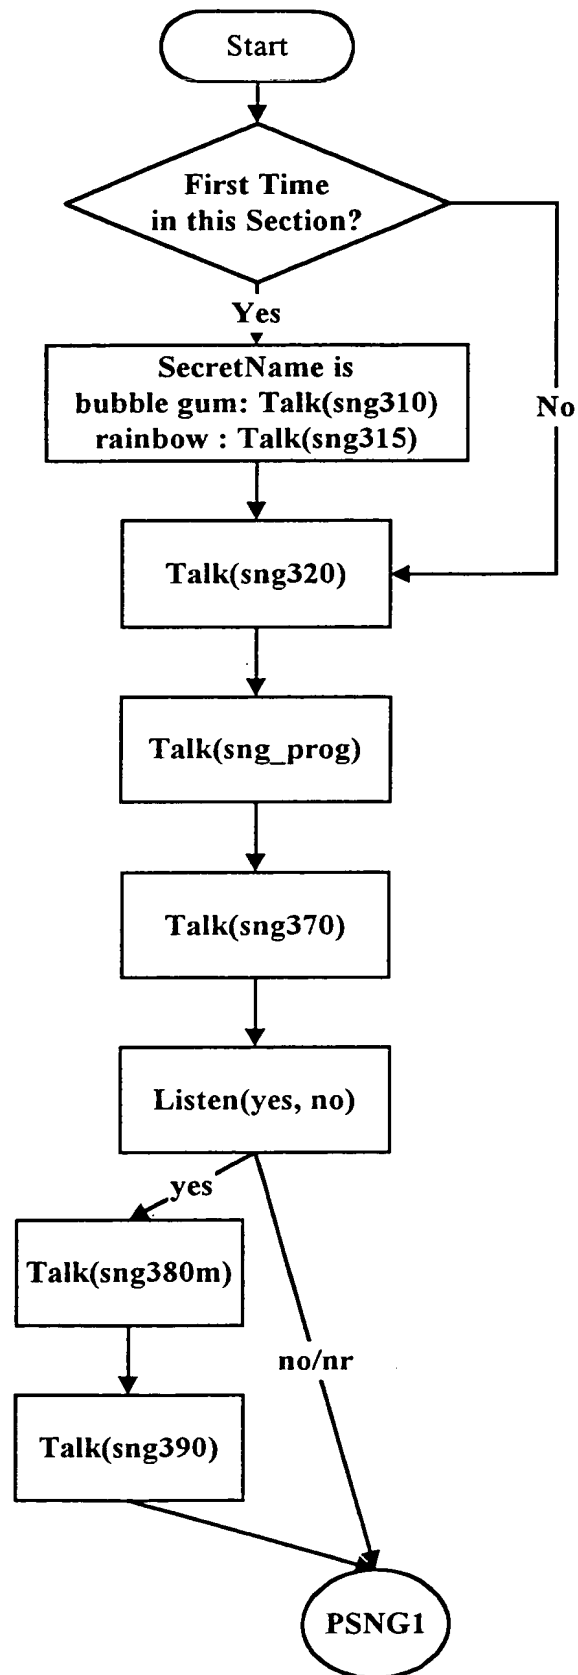 Start
First Time
in this Section?
Yes
SecretName is
bubble gum: Talk(sng310)
rainbow : Talk(sng315)
No
Talk(sng320)
Talk(sng_prog)
Talk(sng370)
Listen(yes, no)
yes
Talk(sng380m)
no/nr
Talk(sng390)
PSNG1